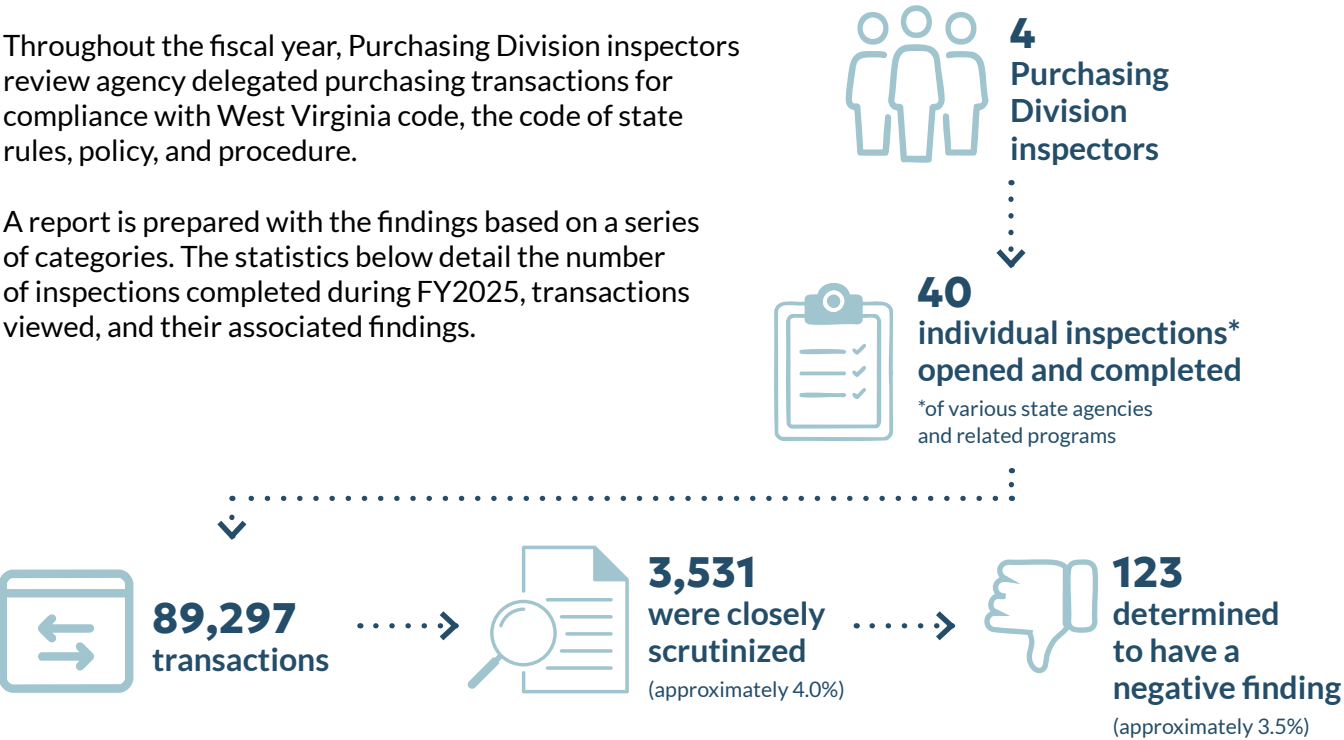 Throughout the fiscal year, Purchasing Division inspectors
review agency delegated purchasing transactions for
compliance with West Virginia code, the code of state
rules, policy, and procedure.
A report is prepared with the findings based on a series
of categories. The statistics below detail the number
of inspections completed during FY2025, transactions
viewed, and their associated findings.
4
Purchasing
Division
inspectors
40
individual inspections*
opened and completed
*of various state agencies
and related programs
89,297
transactions
3,531
were closely
scrutinized
(approximately 4.0%)
123
determined
to have a
negative finding
(approximately 3.5%)